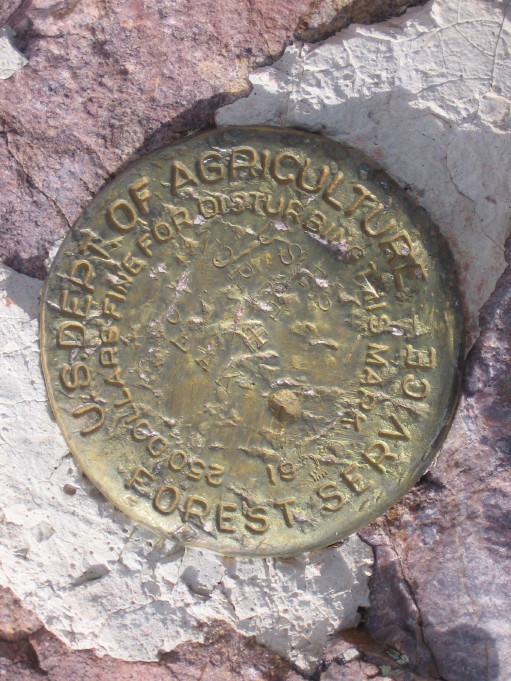 U.S DEPT. OF AGRICULTURE
FOREST SERVICE
250 DOLLARS FINE FOR DISTURBING THIS MARK
19